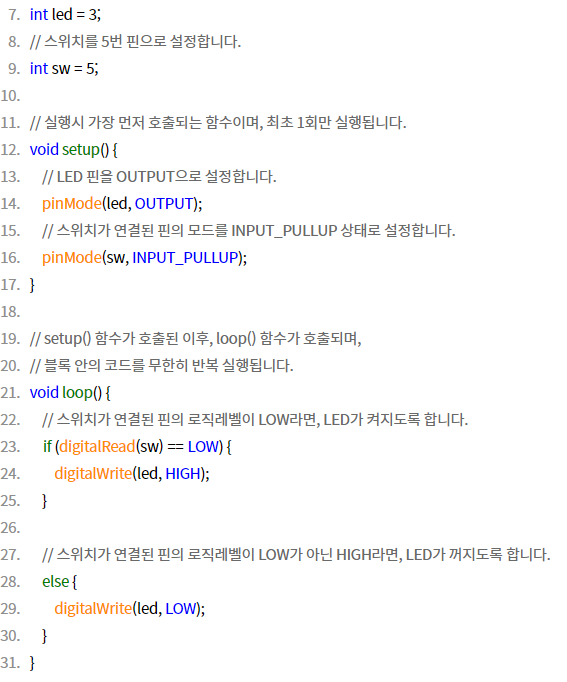 7. int led = 3;
8. // 스위치를 5번 핀으로 설정합니다.
9. int sw = 5;
10.
11. // 실행시 가장 먼저 호출되는 함수이며, 최초 1회만 실행됩니다.
12. void setup() {
13. // LED 핀을 OUTPUT으로 설정합니다.
14. pinMode(led, OUTPUT);
15. // 스위치가 연결된 핀의 모드를 INPUT_PULLUP 상태로 설정합니다.
16. pinMode(sw, INPUT_PULLUP);
17. }
18.
19. // setup() 함수가 호출된 이후, loop() 함수가 호출되며,
20. // 블록 안의 코드를 무한히 반복 실행됩니다.
21. void loop() {
22. // 스위치가 연결된 핀의 로직레벨이 LOW라면, LED가 켜지도록 합니다.
23. if (digitalRead(sw) == LOW) {
24. digitalWrite(led, HIGH);
25. }
26.
27. // 스위치가 연결된 핀의 로직레벨이 LOW가 아닌 HIGH라면, LED가 꺼지도록 합니다.
28. else {
29. digitalWrite(led, LOW);
30. }
31. }